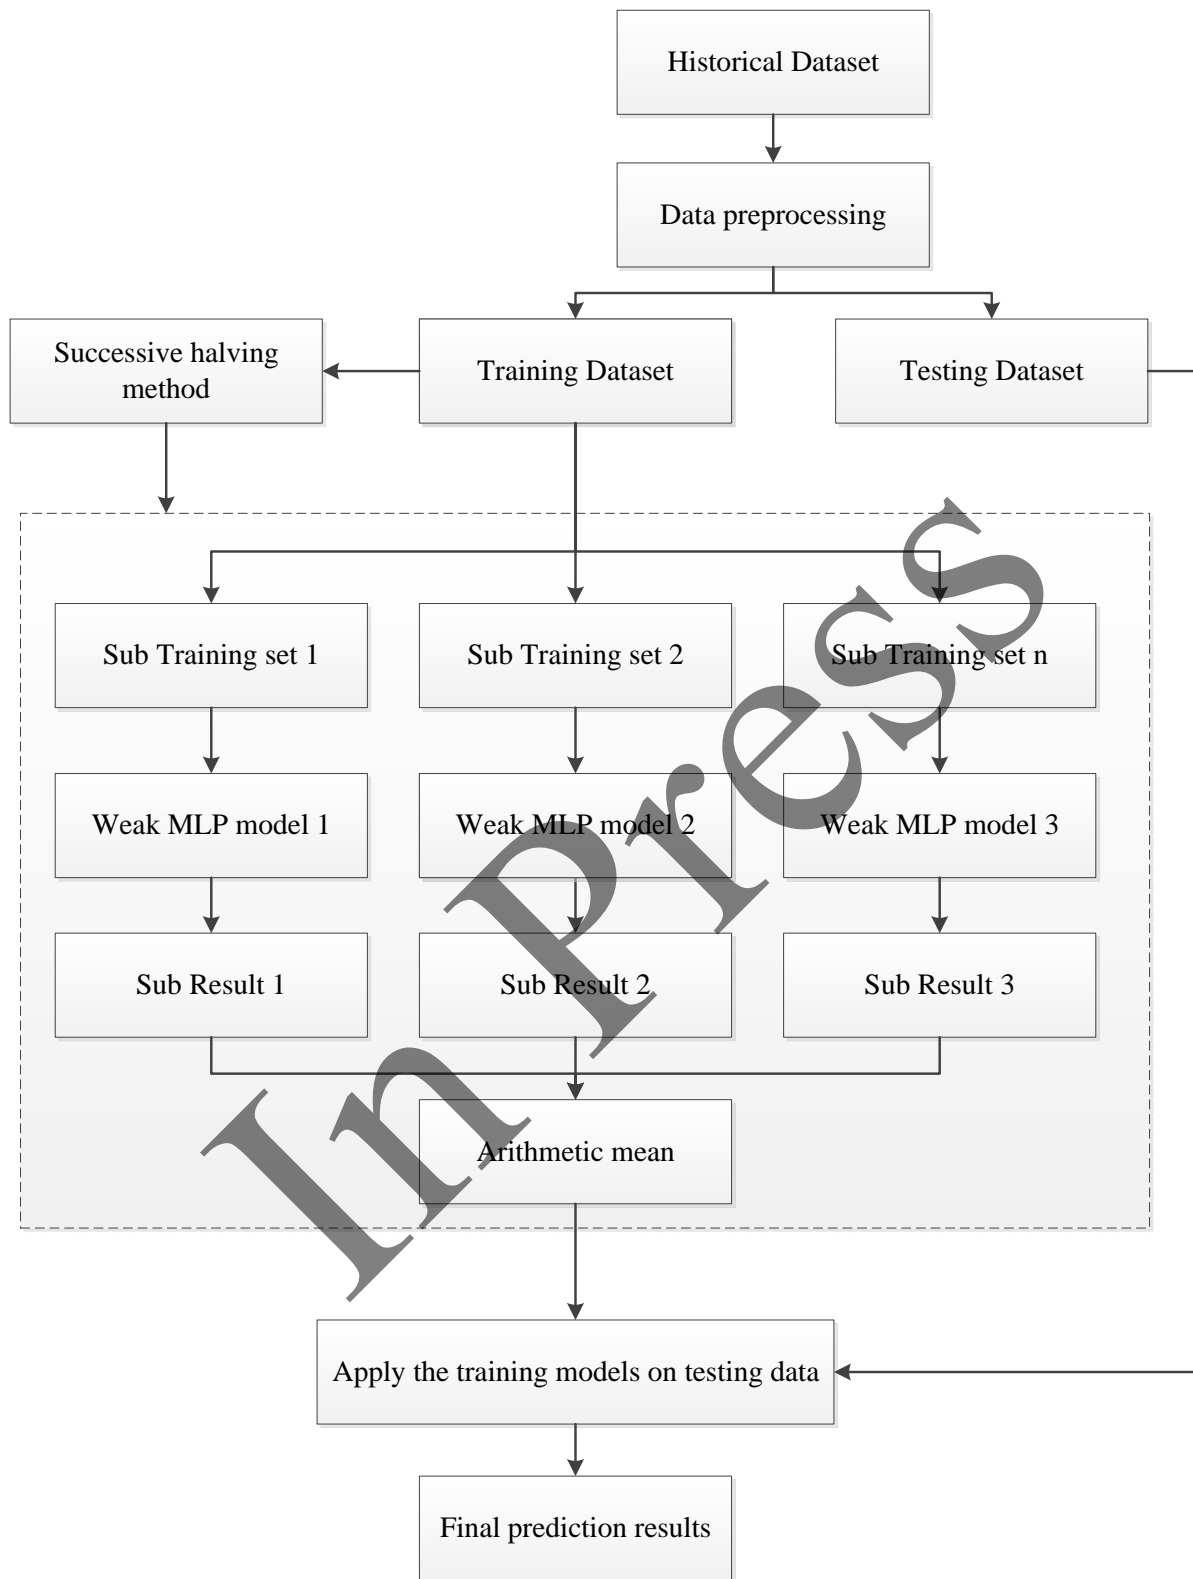 Historical Dataset
Data preprocessing
Successive halving
method
Training Dataset
Testing Dataset
Sub Training set 1
Sub Training set 2
Sub Training set n
Weak MLP model 1
Weak MLP model 2
Weak MLP model 3
Sub Result 1
Sub Result 2
Sub Result 3
Arithmetic mean
Apply the training models on testing data
Final prediction results
In Press